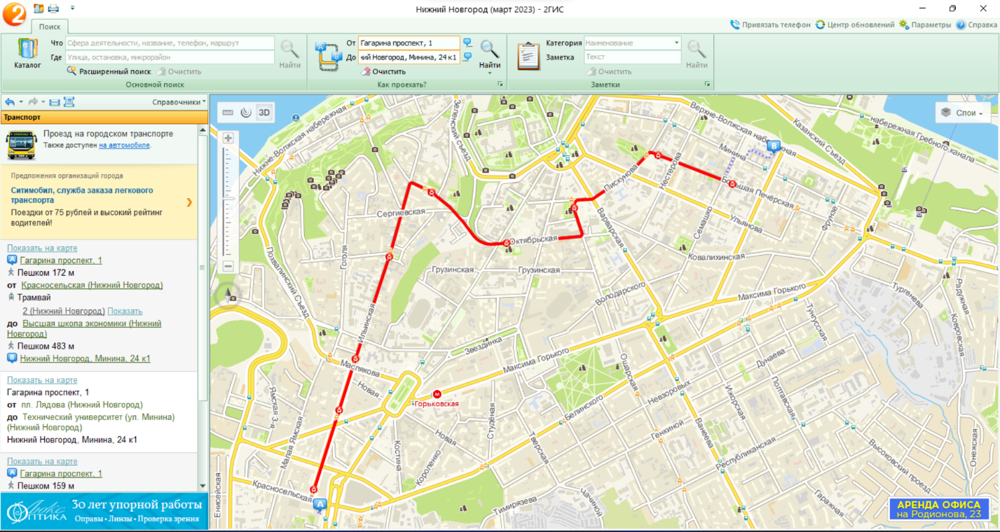 Нижний Новгород (март 2023) - 2ГИС
Поиск
Привязать телефон
Центр обновлений
Параметры
Справка
Каталог
Что
Сфера деятельности, название, телефон, маршрут
Где
Улица, остановка, микрорайон
Расширенный поиск
Очистить
Найти
Основной поиск
От
Гагарина проспект, 1
До
ий Новгород, Минина, 24 к1
Очистить
Найти
Как проехать?
Категория
Наименование
Заметка
Текст
Очистить
Найти
Заметки
Справочники
Транспорт
Проезд на городском транспорте
Также доступен на автомобиле.
Предложения организаций города
Ситимобил, служба заказа легкового
транспорта
Поездки от 75 рублей и высокий рейтинг
водителей!
Показать на карте
A Гагарина проспект, 1
Пешком 172 м
от Красносельская (Нижний Новгород)
Трамвай
2 (Нижний Новгород) Показать
до Высшая школа экономики (Нижний
Новгород)
Пешком 483 м
B Нижний Новгород, Минина, 24 к1
Показать на карте
Гагарина проспект, 1
от пл. Лядова (Нижний Новгород)
до Технический университет (ул. Минина)
(Нижний Новгород)
Нижний Новгород, Минина, 24 к1
Показать на карте
A Гагарина проспект, 1
Пешком 159 м
Люкс
ОПТИКА
30 лет упорной работы
Оправы • Линзы • Проверка зрения
3D
Слои
Нижне-Волжская набережная
Зеленский съезд
Верхне-Волжская набережная
Казанский Съезд
набережная Гребного канала
Минина
B
Пискунова
Нестерова
Большая Печёрская
Сергиевская
Гоголя
Похвалинский Съезд
Октябрьская
Варварская
Семашко
Ульянова
Фрунзе
Грузинская
Грузинская
Ковалихинская
Володарского
Максима Горького
Тургенева
Радужная
Ковровская
Тунгусская
Ильинская
Звездинка
Маслякова
Максима Горького
Ошарская
Дунаева
Новая
М
Горьковская
Невзоровых
Белинского
Ижорская
Полтавская
Ямская 3-я
Студёная
Малая Ямская
Новая
Костина
Короленко
Тверская
Генкиной
Ванеева
Республиканская
Высоковский проезд
Онежская
Красносельская
A
Енисейская
Тимирязева
Чачиной
Гаражная
АРЕНДА ОФИСА
на Родионова, 23